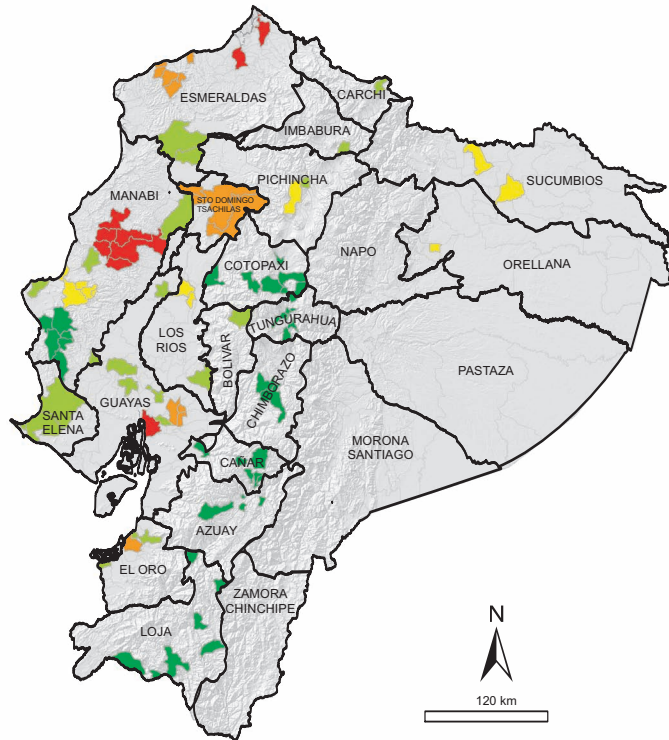 ESMERALDAS
CARCHI
IMBABURA
PICHINCHA
SUCUMBIOS
MANABI
STO DOMINGO
TSACHILAS
NAPO
COTOPAXI
ORELLANA
LOS
RIOS
BOLIVAR
TUNGURAHUA
PASTAZA
CHIMBORAZO
SANTA
ELENA
GUAYAS
MORONA
SANTIAGO
CAÑAR
AZUAY
EL ORO
ZAMORA
CHINCHIPE
LOJA
N
120 km